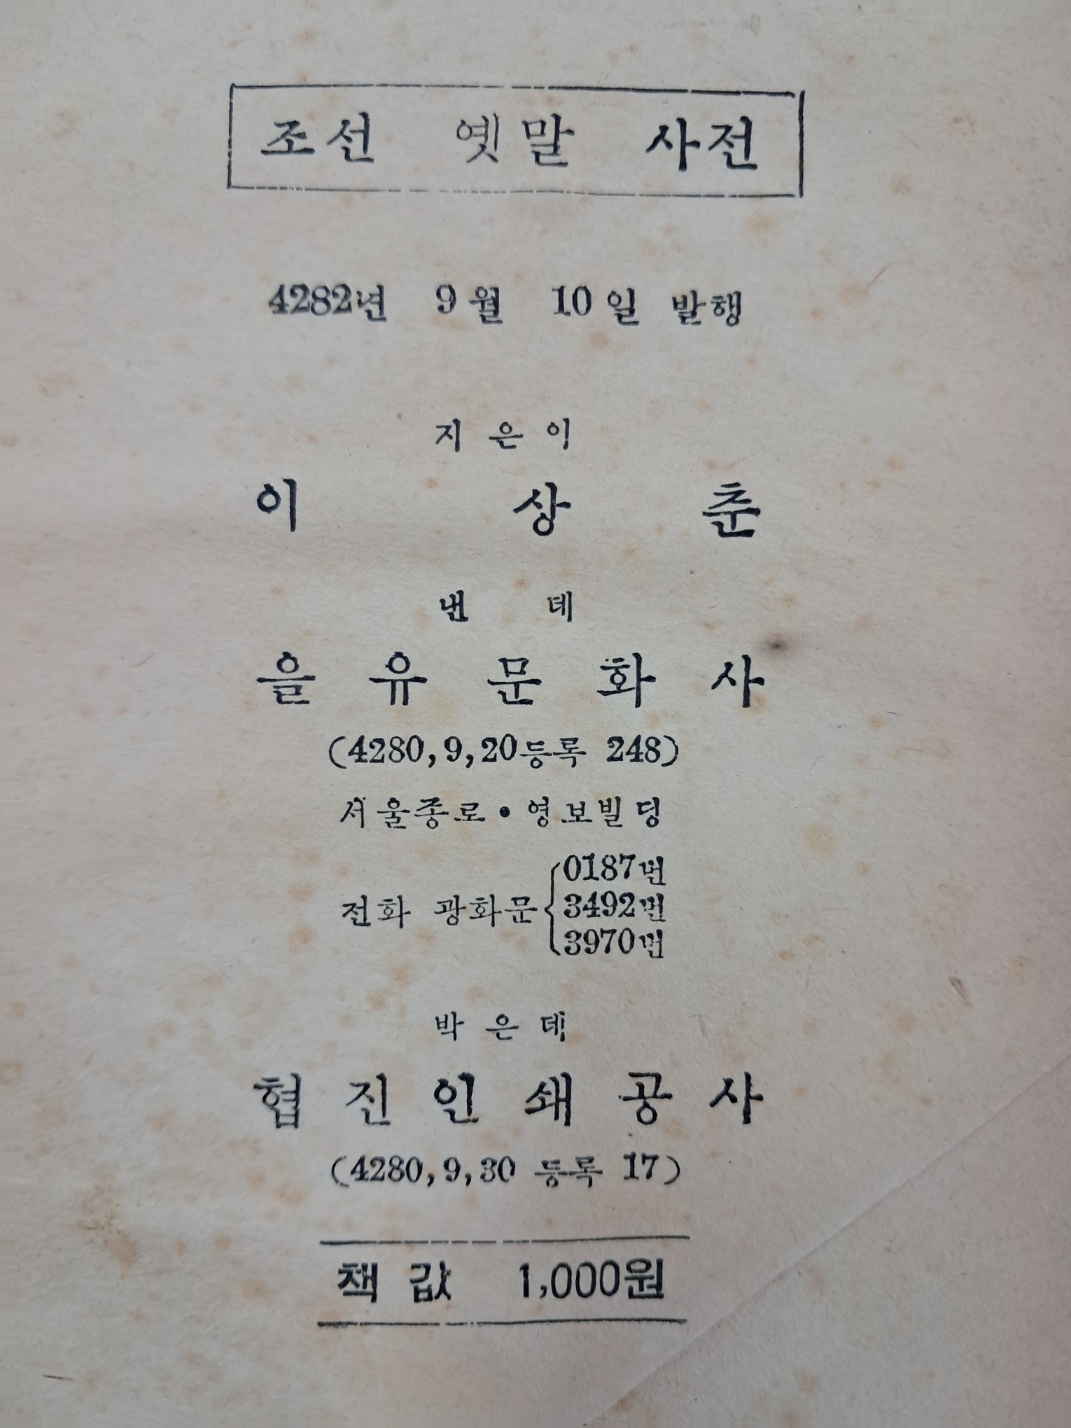 조선 옛말 사전
4282년 9월 10일 발행
지은이
이상춘
낸데
을유문화사
(4280,9,20등록 248)
서울종로•영보빌딩
전화 광화문 0187번
3492번
3970번
박은데
협진인쇄공사
(4280,9,30 등록 17)
책값 1,000원